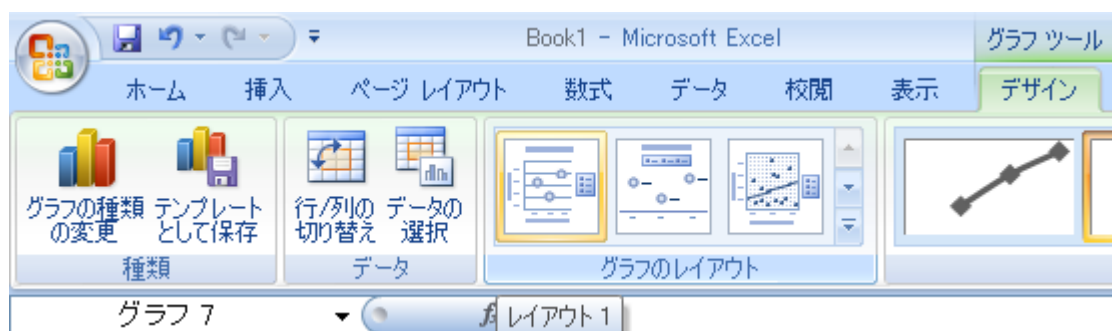 Book1 - Microsoft Excel
グラフ ツール
ホーム 挿入 ページ レイアウト 数式 データ 校閲 表示 デザイン
グラフの種類
の変更
テンプレート
として保存
行/列の
切り替え
データの
選択
種類
データ
グラフのレイアウト
グラフ 7
レイアウト 1